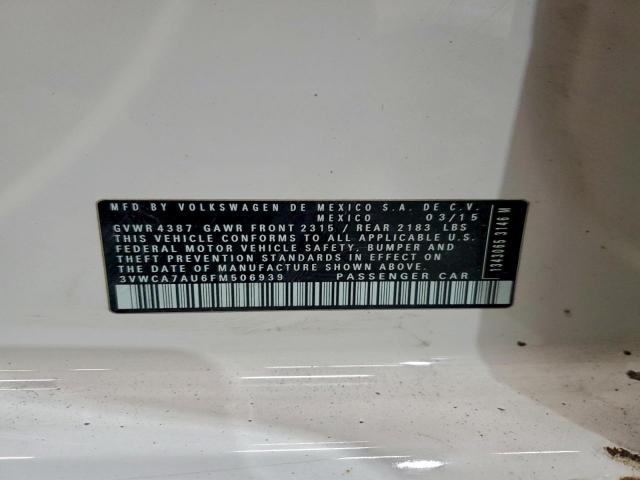 MFD BY VOLKSWAGEN DE MEXICO S.A. DE C.V.
MEXICO 03/15
GVWR 4387 GAWR FRONT 2315 / REAR 2183 LBS
THIS VEHICLE CONFORMS TO ALL APPLICABLE U.S.
FEDERAL MOTOR VEHICLE SAFETY, BUMPER AND
THEFT PREVENTION STANDARDS IN EFFECT ON
THE DATE OF MANUFACTURE SHOWN ABOVE
3VWCA7AU6FM506939 PASSENGER CAR
1343065 3146 M